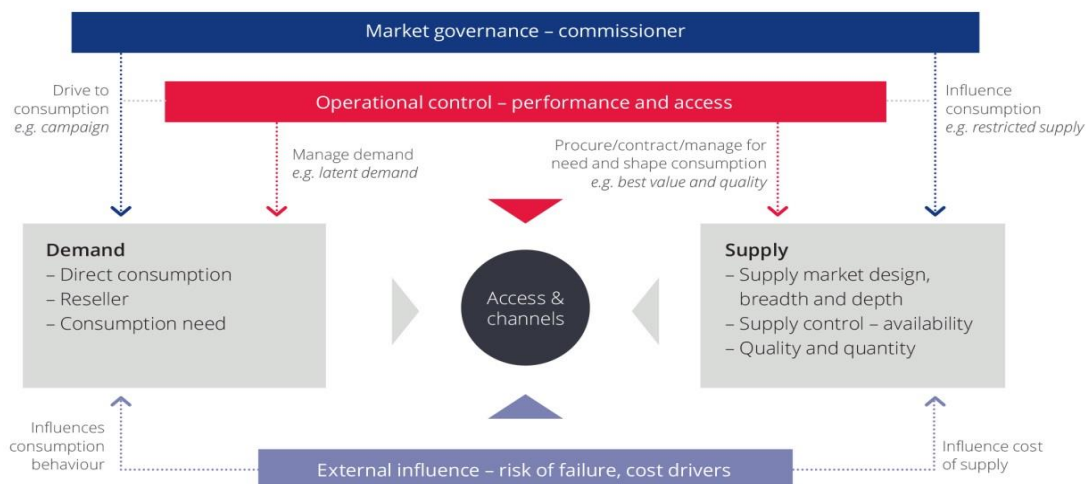 Market governance – commissioner
Drive to
consumption
e.g. campaign
Operational control – performance and access
Influence
consumption
e.g. restricted supply
Manage demand
e.g. latent demand
Procure/contract/manage for
need and shape consumption
e.g. best value and quality
Demand
– Direct consumption
– Reseller
– Consumption need
Access &
channels
Supply
– Supply market design,
breadth and depth
– Supply control – availability
– Quality and quantity
Influences
consumption
behaviour
External influence – risk of failure, cost drivers
Influence cost
of supply